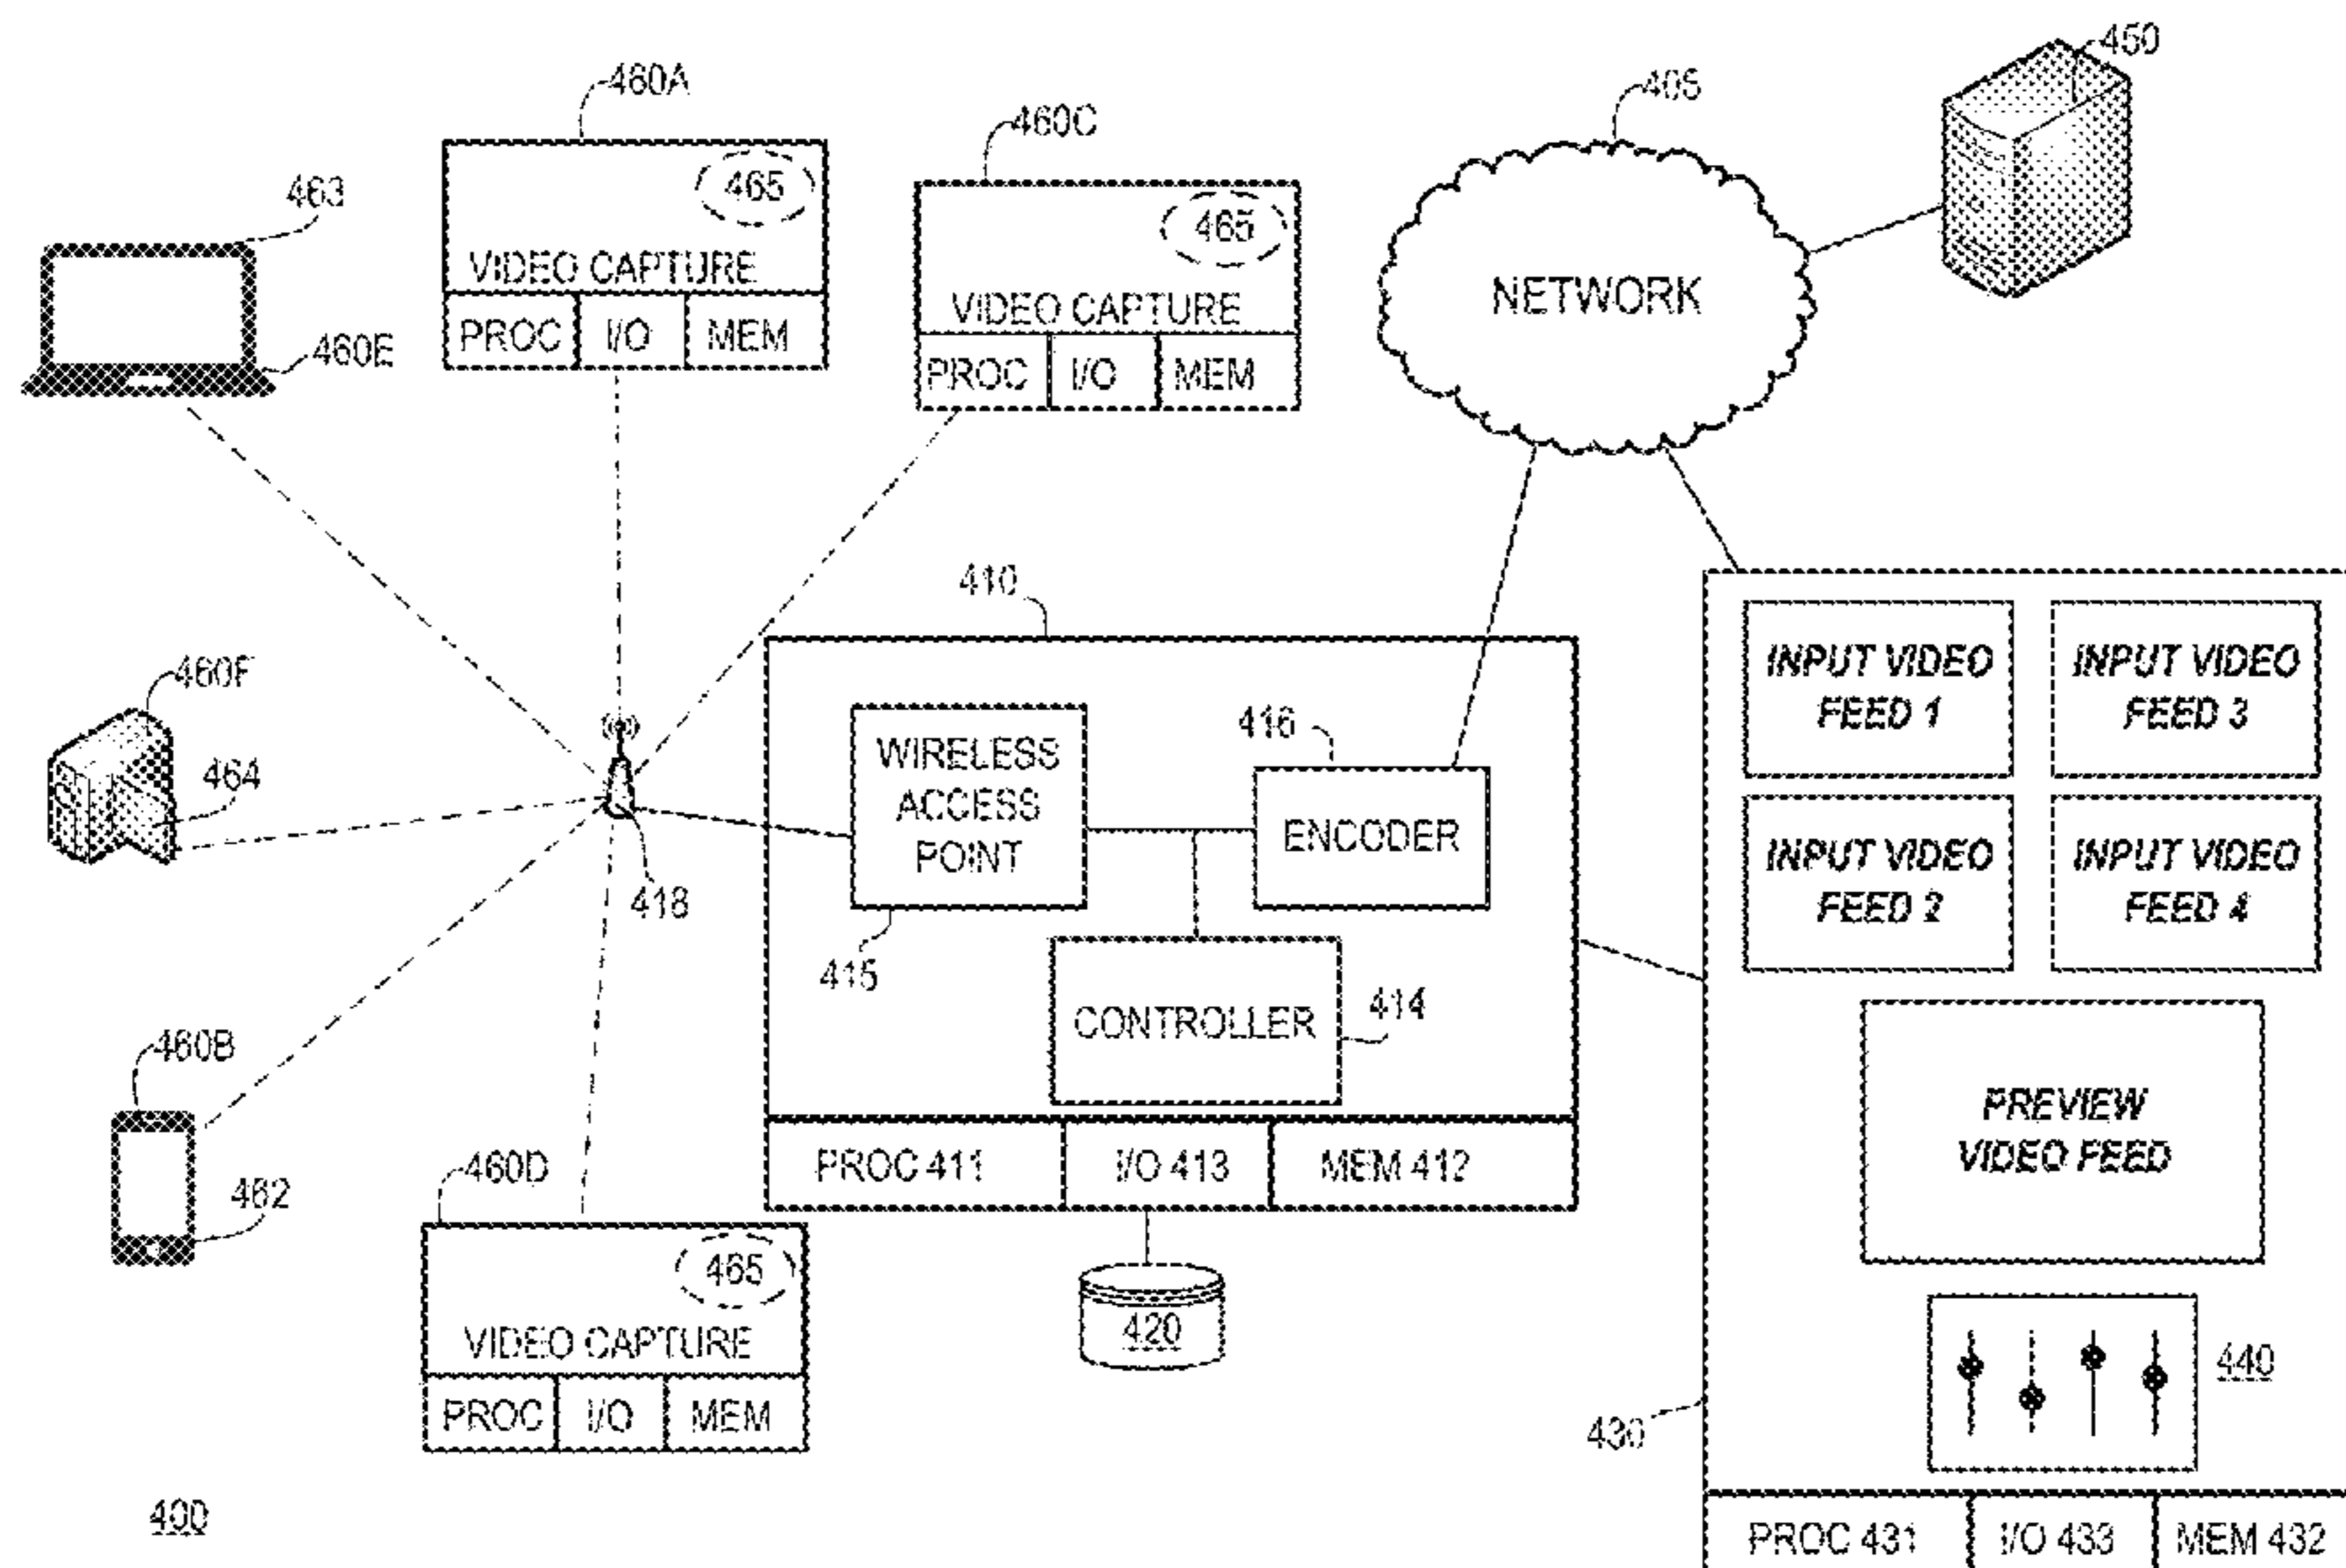 460A
465
VIDEO CAPTURE
PROC I/O MEM
460C
465
VIDEO CAPTURE
PROC I/O MEM
405
NETWORK
450
463
460E
460F
464
418
460B
462
460D
465
VIDEO CAPTURE
PROC I/O MEM
410
WIRELESS
ACCESS
POINT
415
416
ENCODER
CONTROLLER
414
PROC 411 I/O 413 MEM 412
420
INPUT VIDEO
FEED 1
INPUT VIDEO
FEED 3
INPUT VIDEO
FEED 2
INPUT VIDEO
FEED 4
PREVIEW
VIDEO FEED
440
430
PROC 431 I/O 433 MEM 432
400